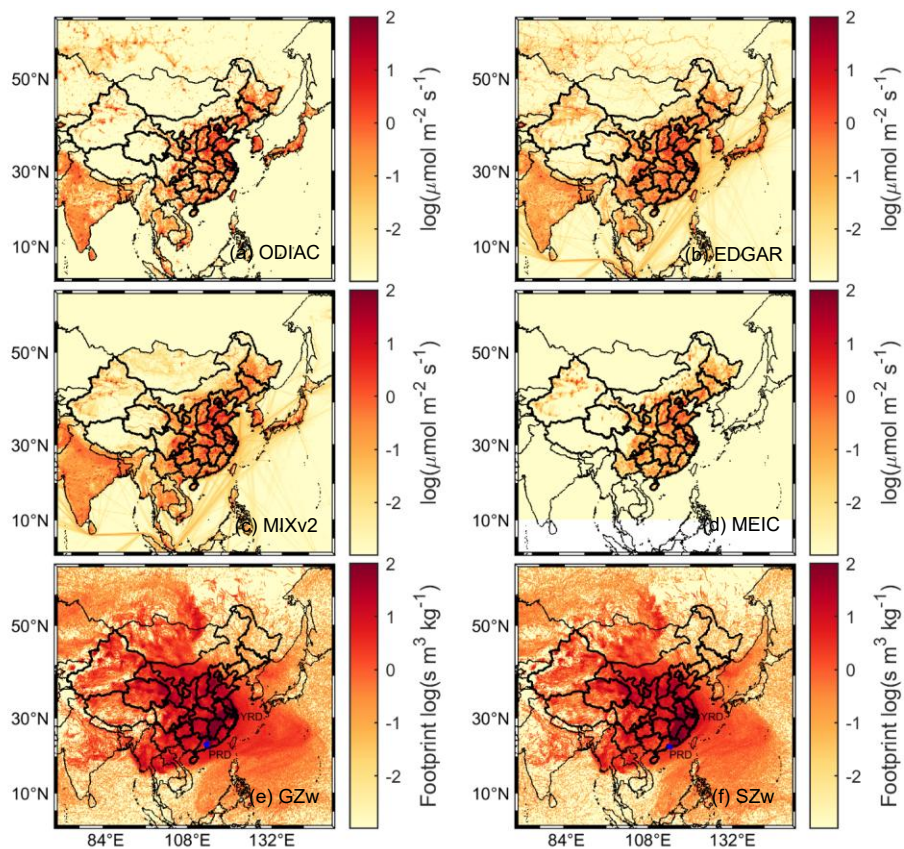 2
1
0
-1
-2
log(μmol m⁻² s⁻¹)
50°N
30°N
10°N
(a) ODIAC
2
1
0
-1
-2
log(μmol m⁻² s⁻¹)
50°N
30°N
10°N
(b) EDGAR
2
1
0
-1
-2
log(μmol m⁻² s⁻¹)
50°N
30°N
10°N
(c) MIXv2
2
1
0
-1
-2
log(μmol m⁻² s⁻¹)
50°N
30°N
10°N
(d) MEIC
2
1
0
-1
-2
Footprint log(s m³ kg⁻¹)
50°N
30°N
10°N
YRD
PRD
(e) GZw
84°E 108°E 132°E
2
1
0
-1
-2
Footprint log(s m³ kg⁻¹)
50°N
30°N
10°N
YRD
PRD
(f) SZw
84°E 108°E 132°E